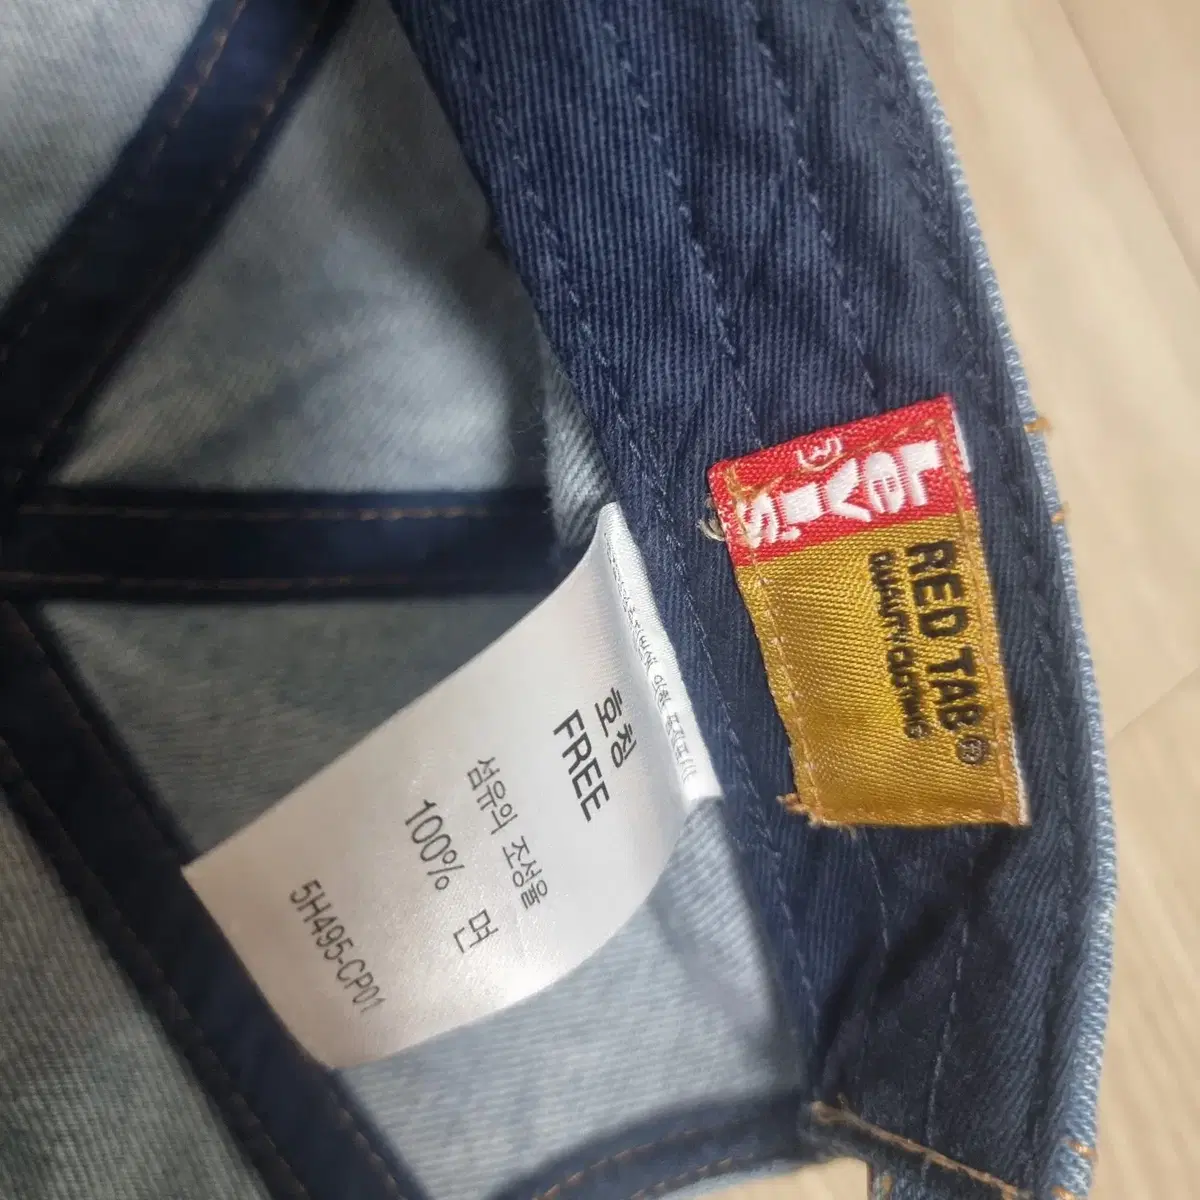 Levi's
RED TAB
QUALITY CLOTHING
호칭
FREE
섬유의 조성율
100% 면
5H495-CP01